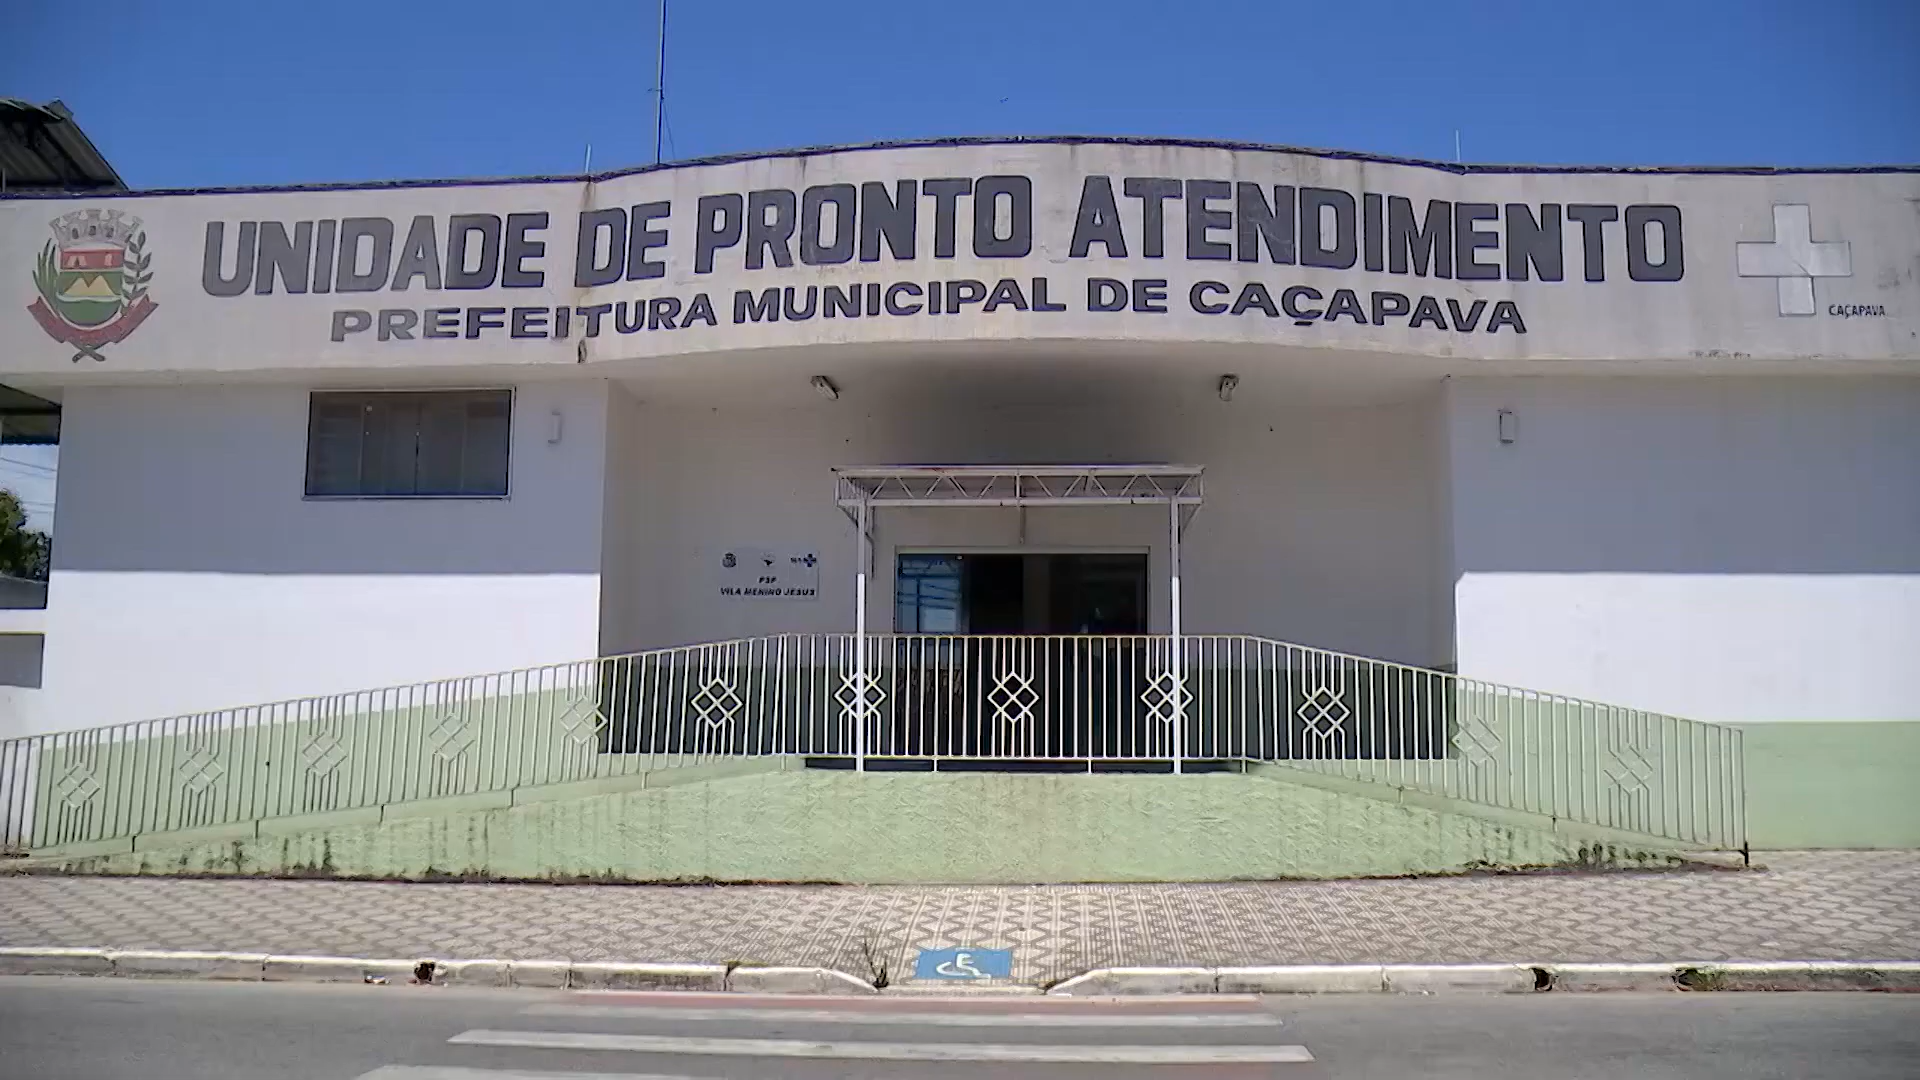 UNIDADE DE PRONTO ATENDIMENTO
PREFEITURA MUNICIPAL DE CAÇAPAVA
CAÇAPAVA
PSF
VILA MENINO JESUS